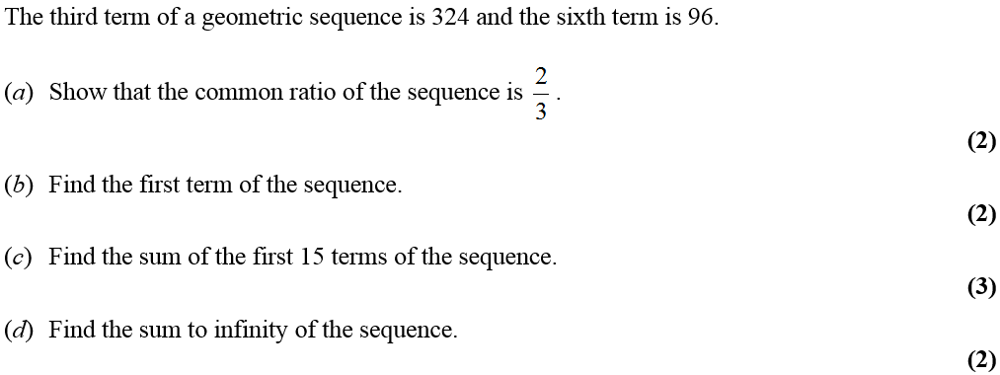 The third term of a geometric sequence is 324 and the sixth term is 96.
(a) Show that the common ratio of the sequence is 2/3 .
(2)
(b) Find the first term of the sequence.
(2)
(c) Find the sum of the first 15 terms of the sequence.
(3)
(d) Find the sum to infinity of the sequence.
(2)